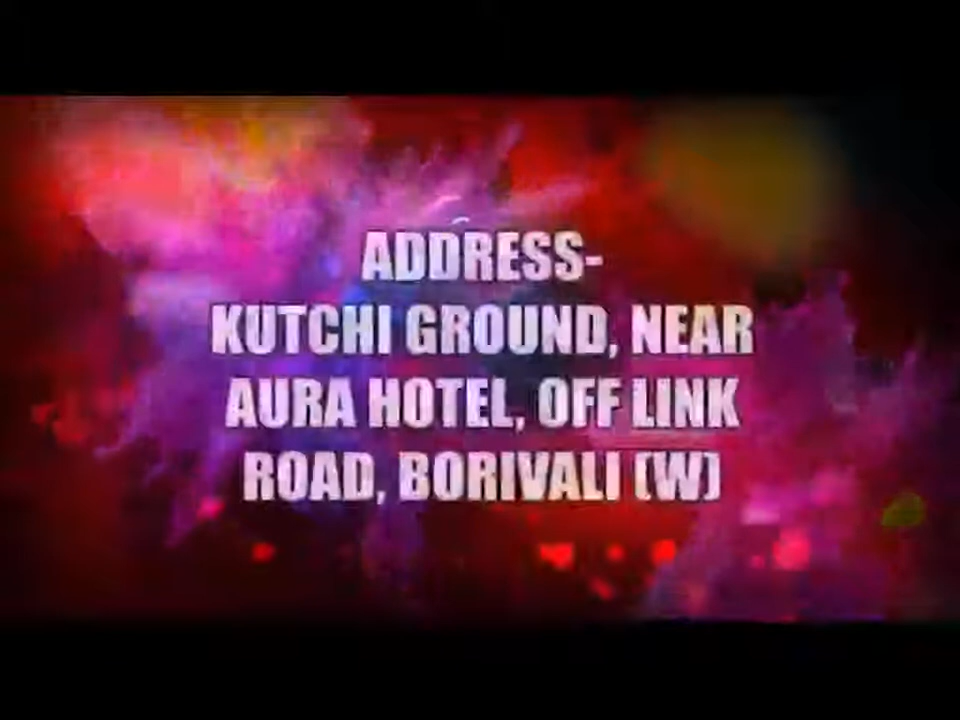 ADDRESS-
KUTCHI GROUND, NEAR
AURA HOTEL, OFF LINK
ROAD, BORIVALI (W)